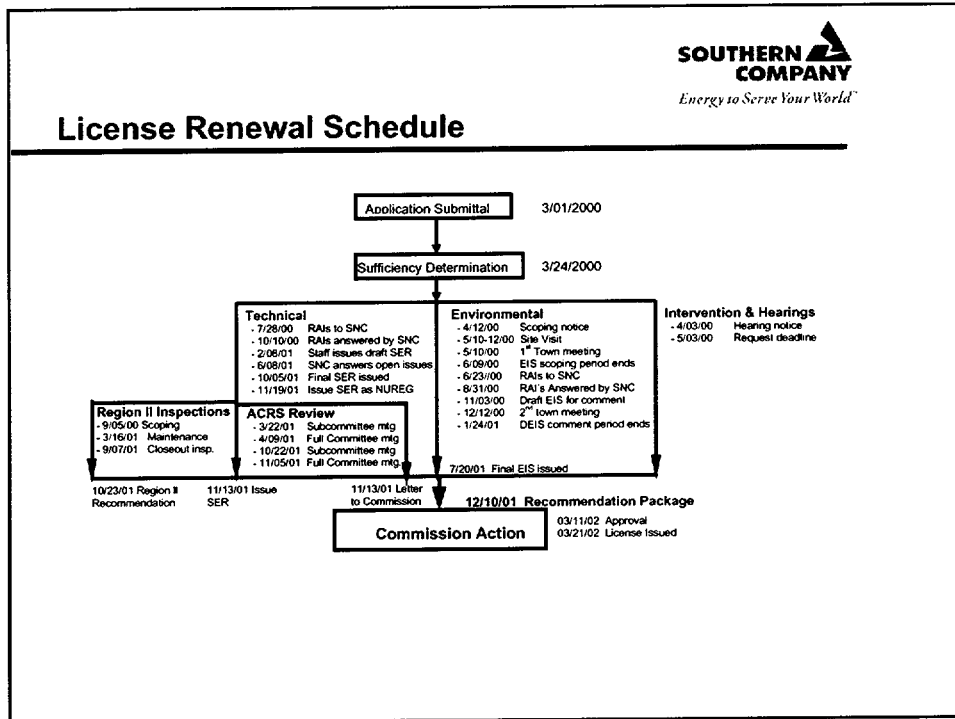 SOUTHERN
COMPANY
Energy to Serve Your World™
License Renewal Schedule
Application Submittal 3/01/2000
Sufficiency Determination 3/24/2000
Technical
- 7/28/00 RAIs to SNC
- 10/10/00 RAIs answered by SNC
- 2/08/01 Staff issues draft SER
- 6/08/01 SNC answers open issues
- 10/05/01 Final SER issued
- 11/19/01 Issue SER as NUREG
Environmental
- 4/12/00 Scoping notice
- 5/10-12/00 Site Visit
- 5/10/00 1st Town meeting
- 6/09/00 EIS scoping period ends
- 6/23//00 RAIs to SNC
- 8/31/00 RAI's Answered by SNC
- 11/03/00 Draft EIS for comment
- 12/12/00 2nd town meeting
- 1/24/01 DEIS comment period ends
Intervention & Hearings
- 4/03/00 Hearing notice
- 5/03/00 Request deadline
Region II Inspections
- 9/05/00 Scoping
- 3/16/01 Maintenance
- 9/07/01 Closeout insp.
ACRS Review
- 3/22/01 Subcommittee mtg
- 4/09/01 Full Committee mtg
- 10/22/01 Subcommittee mtg
- 11/05/01 Full Committee mtg.
7/20/01 Final EIS issued
10/23/01 Region II
Recommendation
11/13/01 Issue
SER
11/13/01 Letter
to Commission
12/10/01 Recommendation Package
Commission Action
03/11/02 Approval
03/21/02 License Issued